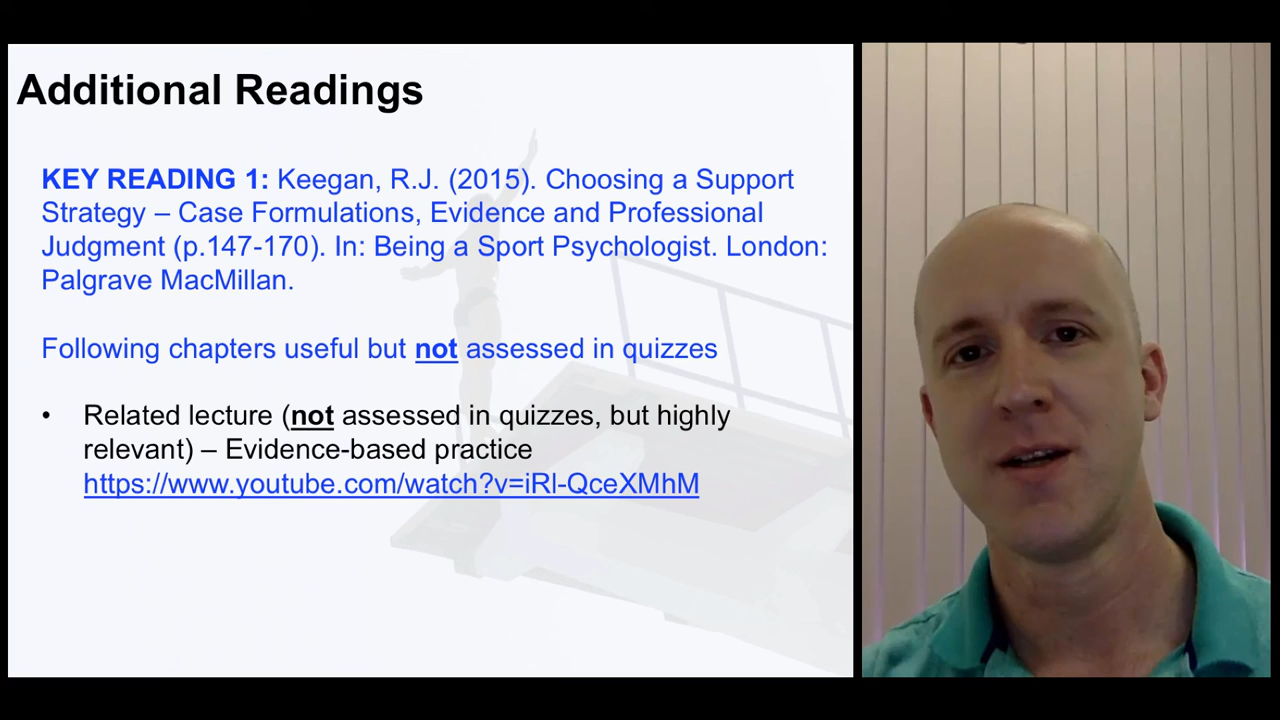 Additional Readings
KEY READING 1: Keegan, R.J. (2015). Choosing a Support
Strategy – Case Formulations, Evidence and Professional
Judgment (p.147-170). In: Being a Sport Psychologist. London:
Palgrave MacMillan.
Following chapters useful but not assessed in quizzes
• Related lecture (not assessed in quizzes, but highly
relevant) – Evidence-based practice
https://www.youtube.com/watch?v=iRl-QceXMhM